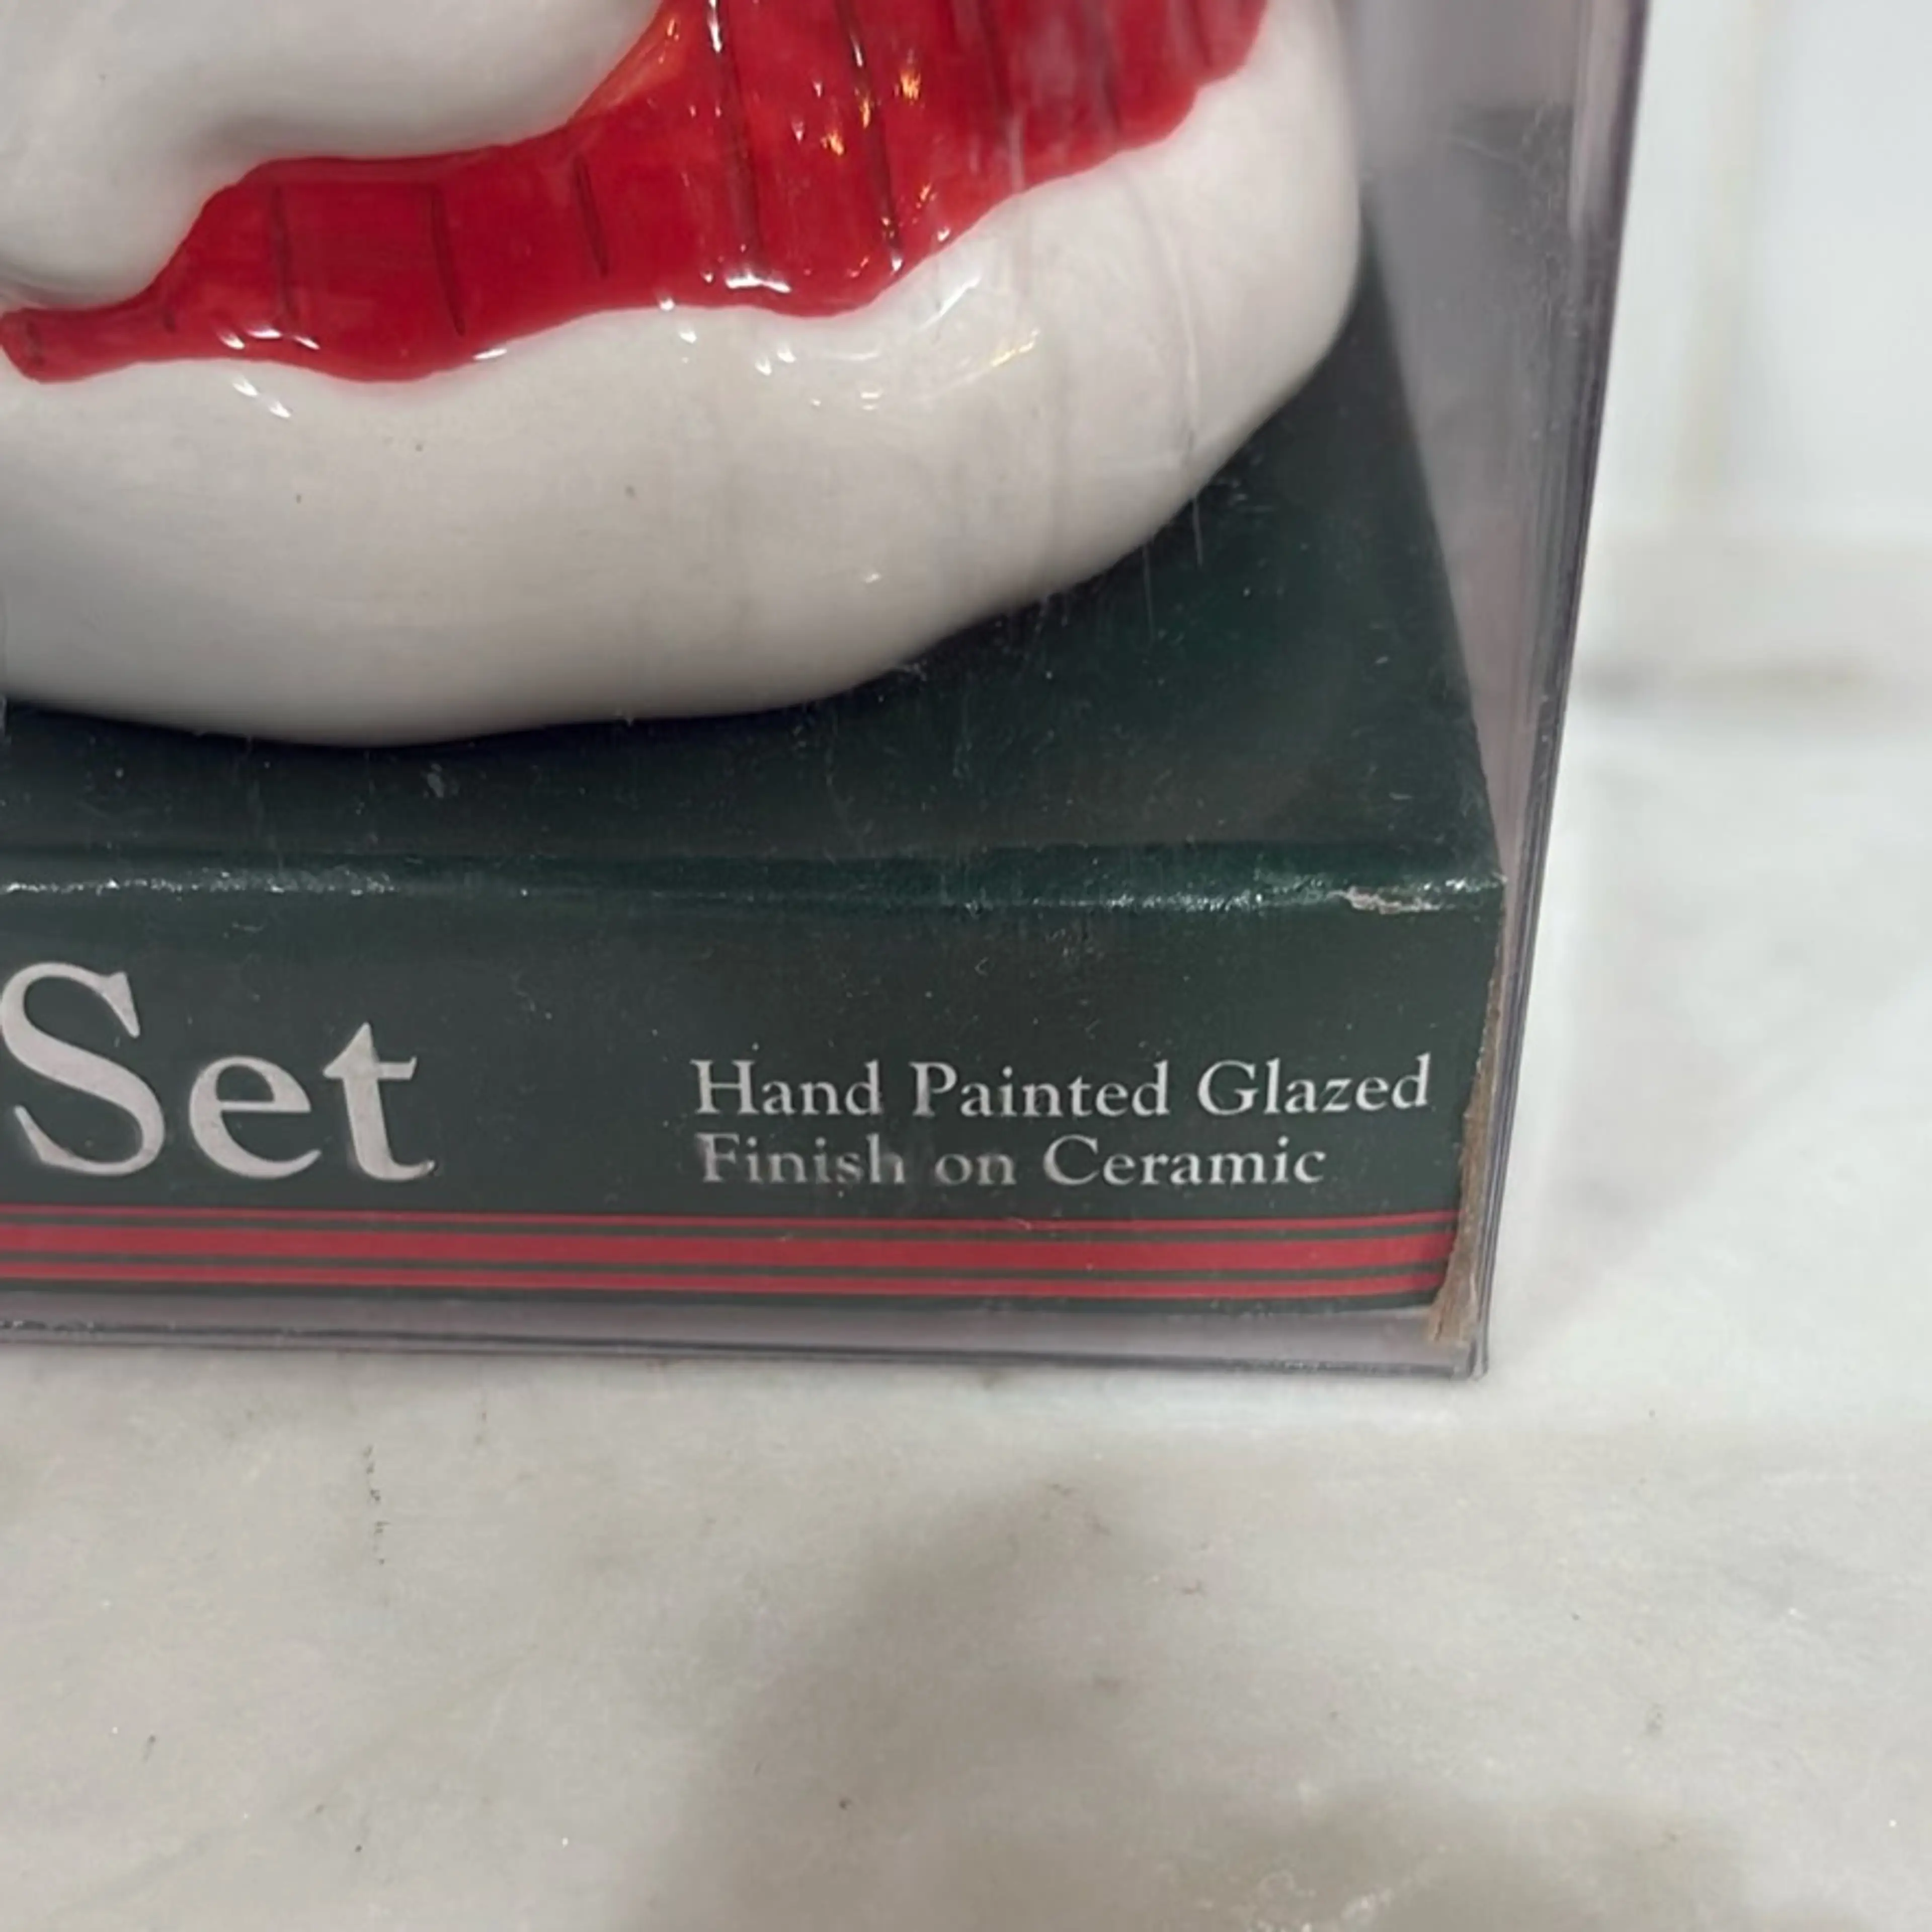 Set
Hand Painted Glazed
Finish on Ceramic